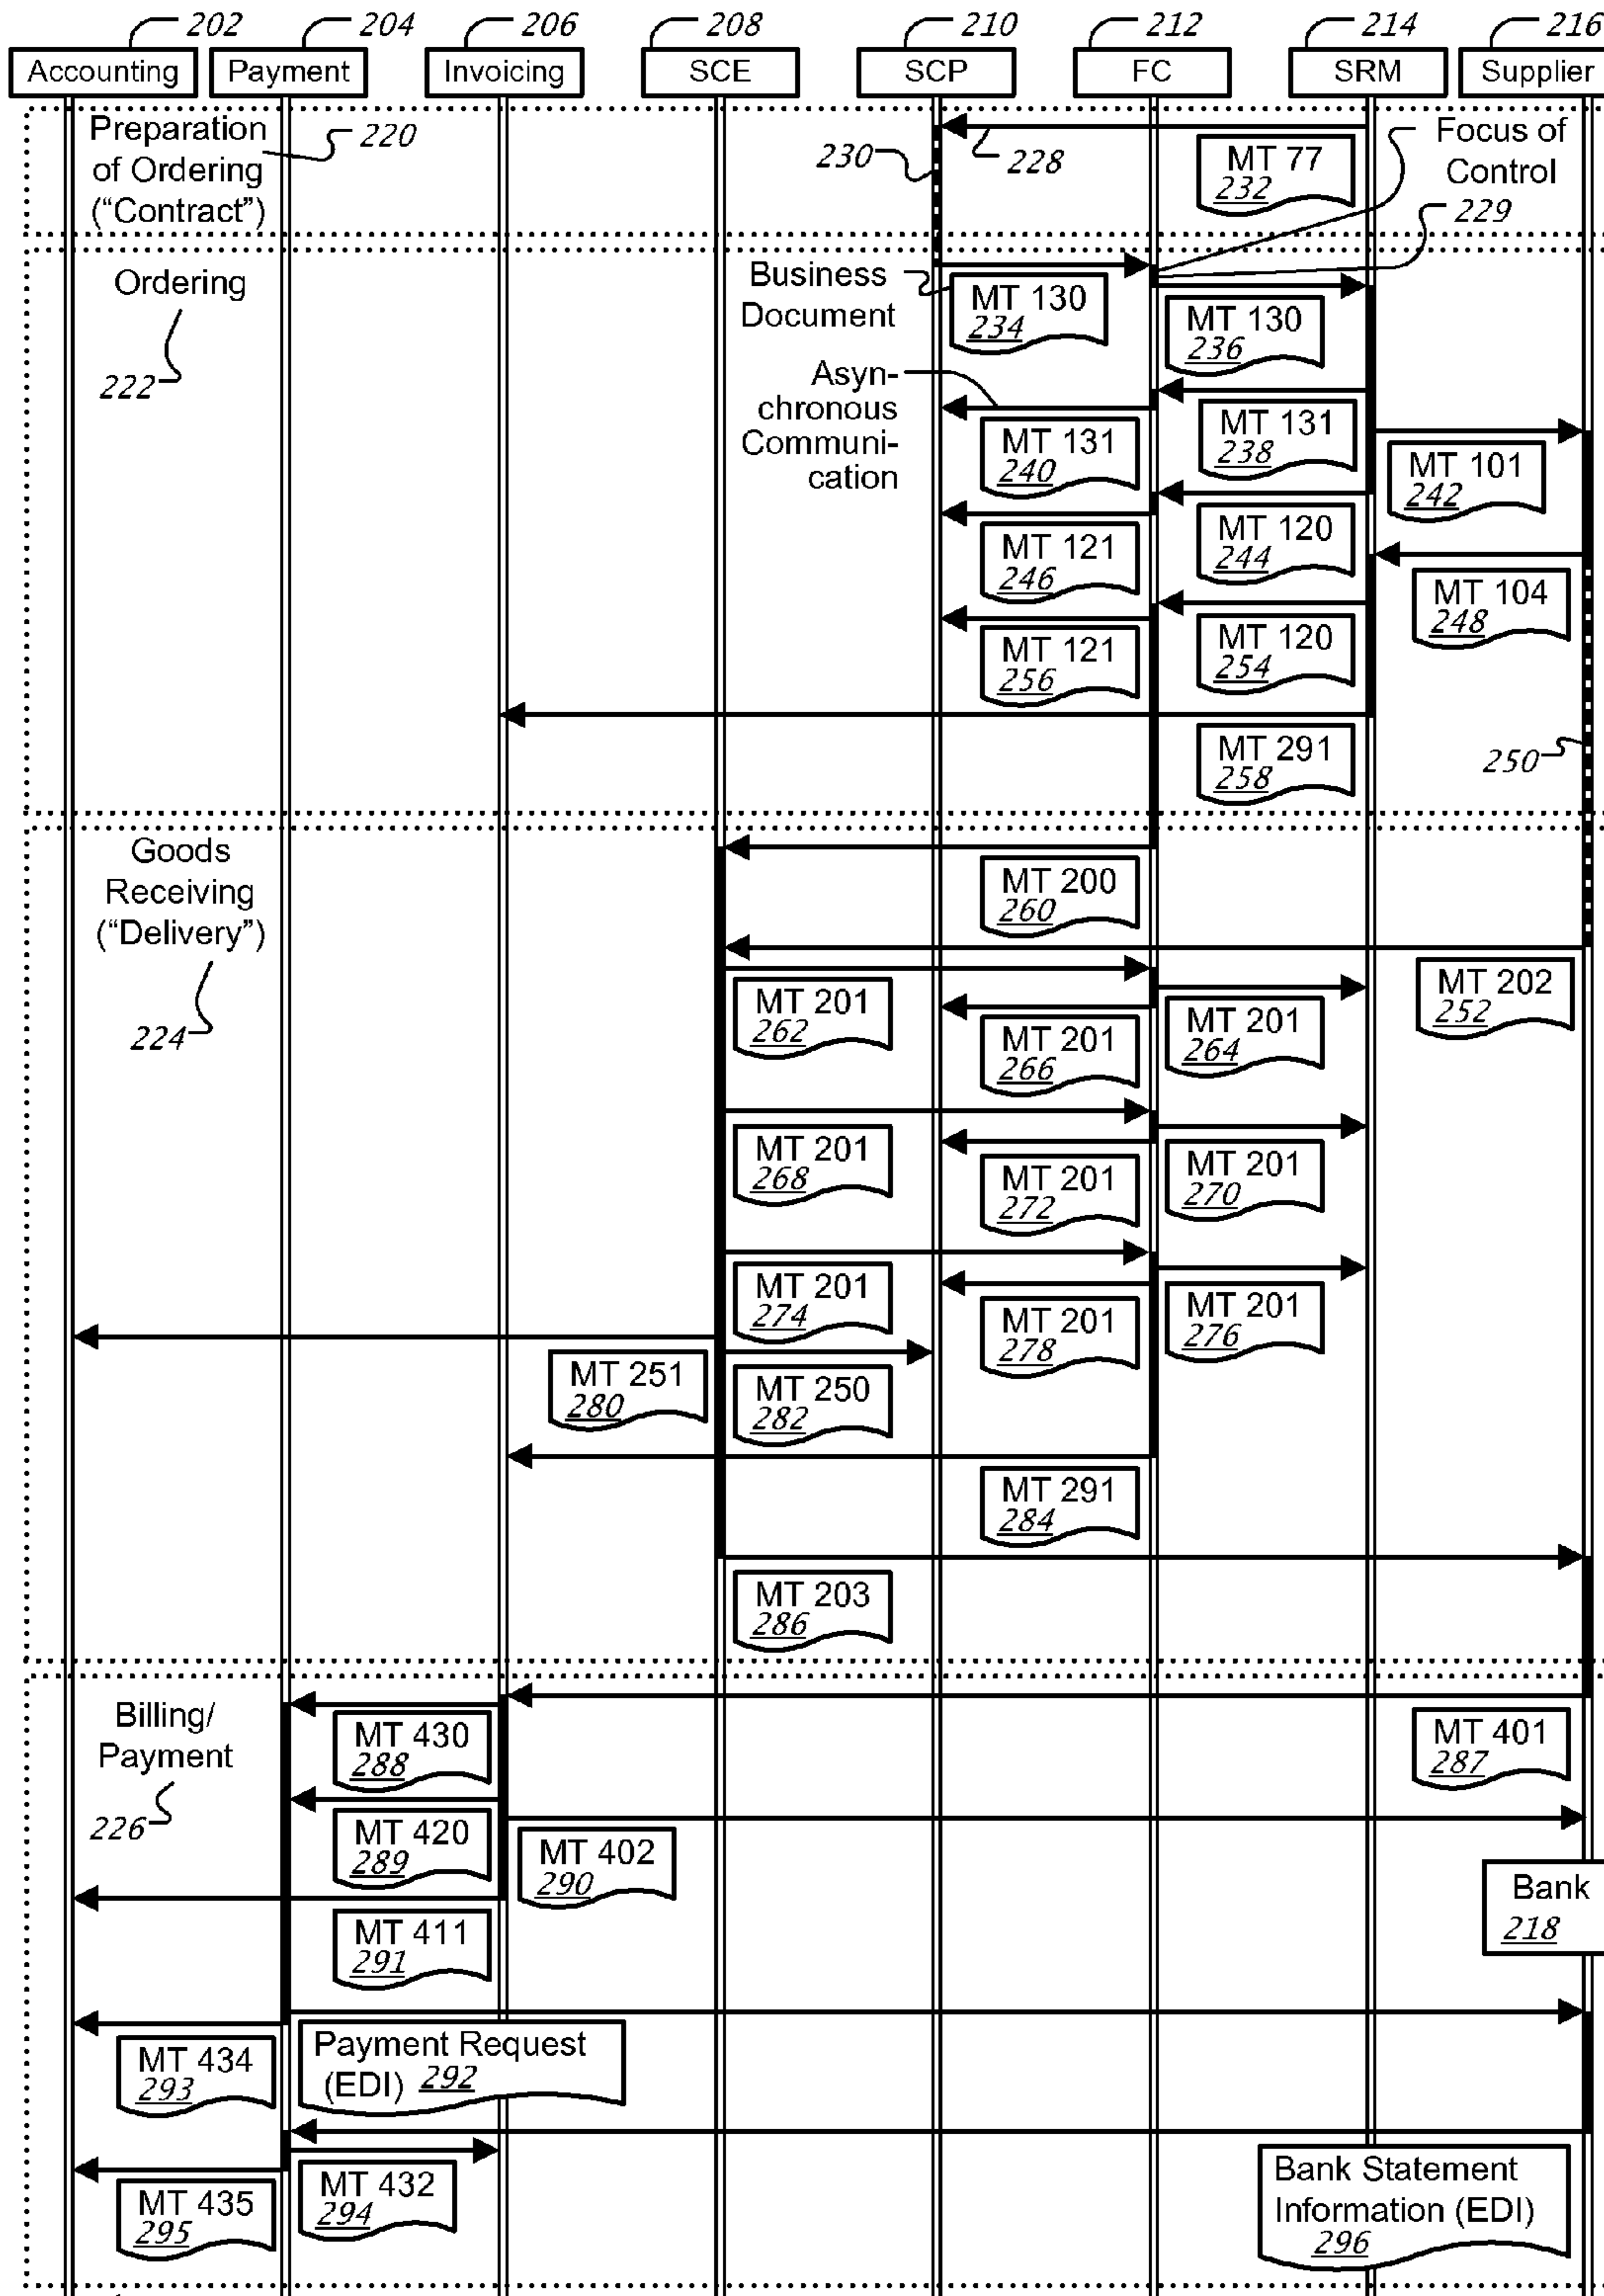 202 204 206 208 210 212 214 216
Accounting Payment Invoicing SCE SCP FC SRM Supplier
Preparation
of Ordering
("Contract")
220
230
228
MT 77
232
Focus of
Control
229
Ordering
222
Business
Document
MT 130
234
MT 130
236
Asyn-
chronous
Communi-
cation
MT 131
240
MT 131
238
MT 101
242
MT 121
246
MT 120
244
MT 104
248
MT 121
256
MT 120
254
MT 291
258
250
Goods
Receiving
("Delivery")
224
MT 200
260
MT 202
252
MT 201
262
MT 201
266
MT 201
264
MT 201
268
MT 201
272
MT 201
270
MT 201
274
MT 201
278
MT 201
276
MT 251
280
MT 250
282
MT 291
284
MT 203
286
Billing/
Payment
226
MT 430
288
MT 401
287
MT 420
289
MT 402
290
Bank
218
MT 411
291
MT 434
293
Payment Request
(EDI) 292
MT 435
295
MT 432
294
Bank Statement
Information (EDI)
296